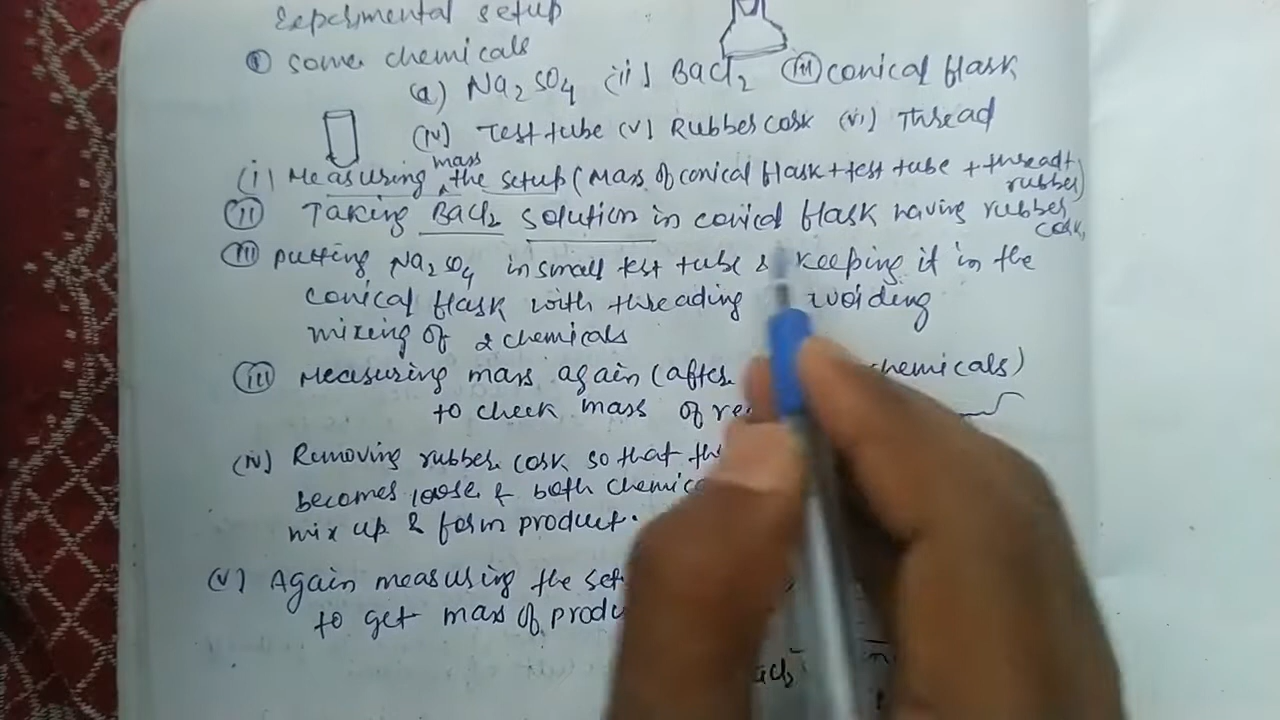 Experimental setup
① some chemicals
(a) Na2SO4 (ii) BaCl2 (iii) conical flask
(iv) Test tube (v) Rubber cork (vi) Thread
(i) Measuring mass the setup (Mass of conical flask + test tube + thread + rubber)
(ii) Taking BaCl2 solution in conical flask having rubber cork,
(iii) putting Na2SO4 in small test tube & keeping it in the
conical flask with threading avoiding
mixing of 2 chemicals
(iii) Measuring mass again (after chemicals)
to check mass of
(iv) Removing rubber cork so that
becomes loose & both
mix up & form product.
(v) Again measuring the
to get mass of